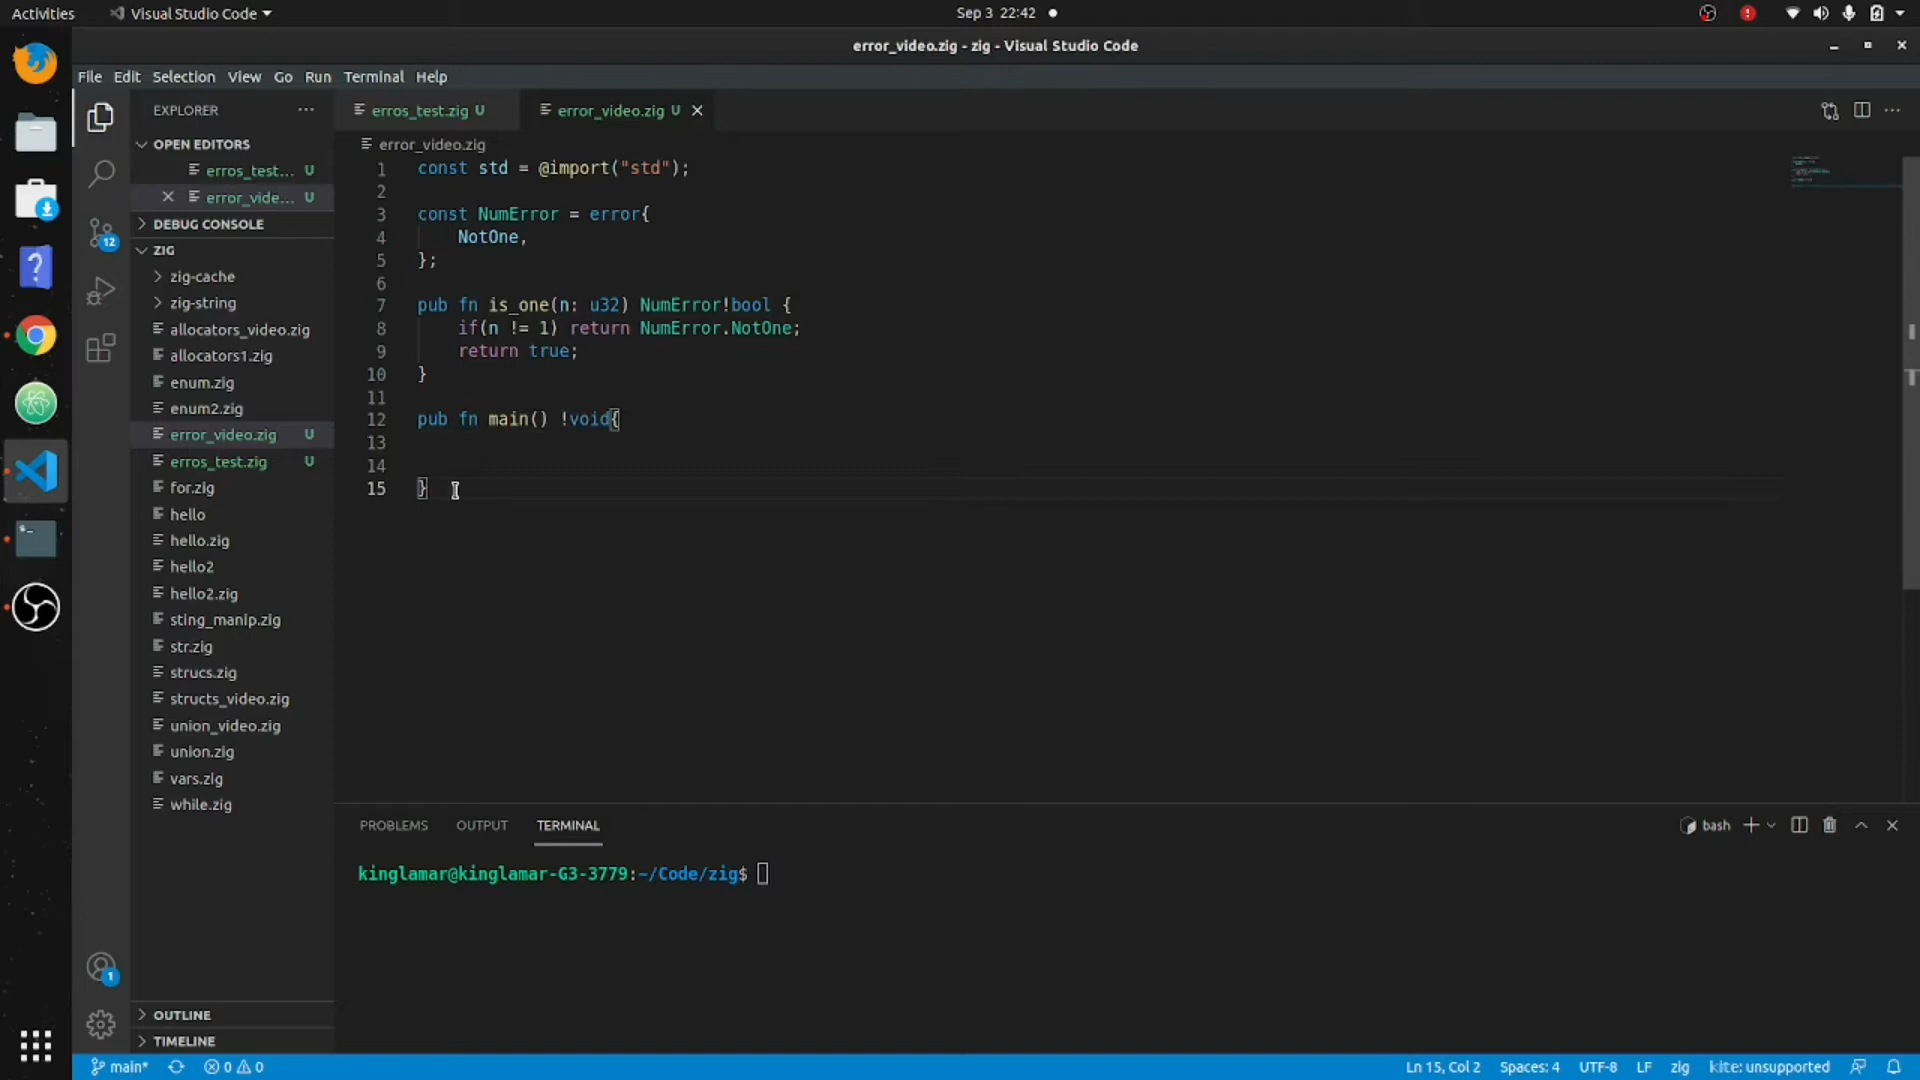 Activities
Visual Studio Code
Sep 3 22:42
error_video.zig - zig - Visual Studio Code
File Edit Selection View Go Run Terminal Help
EXPLORER
erros_test.zig U
error_video.zig U
OPEN EDITORS
erros_test... U
error_vide... U
DEBUG CONSOLE
ZIG
zig-cache
zig-string
allocators_video.zig
allocators1.zig
enum.zig
enum2.zig
error_video.zig U
erros_test.zig U
for.zig
hello
hello.zig
hello2
hello2.zig
sting_manip.zig
str.zig
strucs.zig
structs_video.zig
union_video.zig
union.zig
vars.zig
while.zig
OUTLINE
TIMELINE
12
1
error_video.zig
1 const std = @import("std");
2
3 const NumError = error{
4 NotOne,
5 };
6
7 pub fn is_one(n: u32) NumError!bool {
8 if(n != 1) return NumError.NotOne;
9 return true;
10 }
11
12 pub fn main() !void{
13
14
15 }
PROBLEMS OUTPUT TERMINAL
bash
kinglamar@kinglamar-G3-3779:~/Code/zig$
main* 0 0
Ln 15, Col 2 Spaces: 4 UTF-8 LF zig kite: unsupported